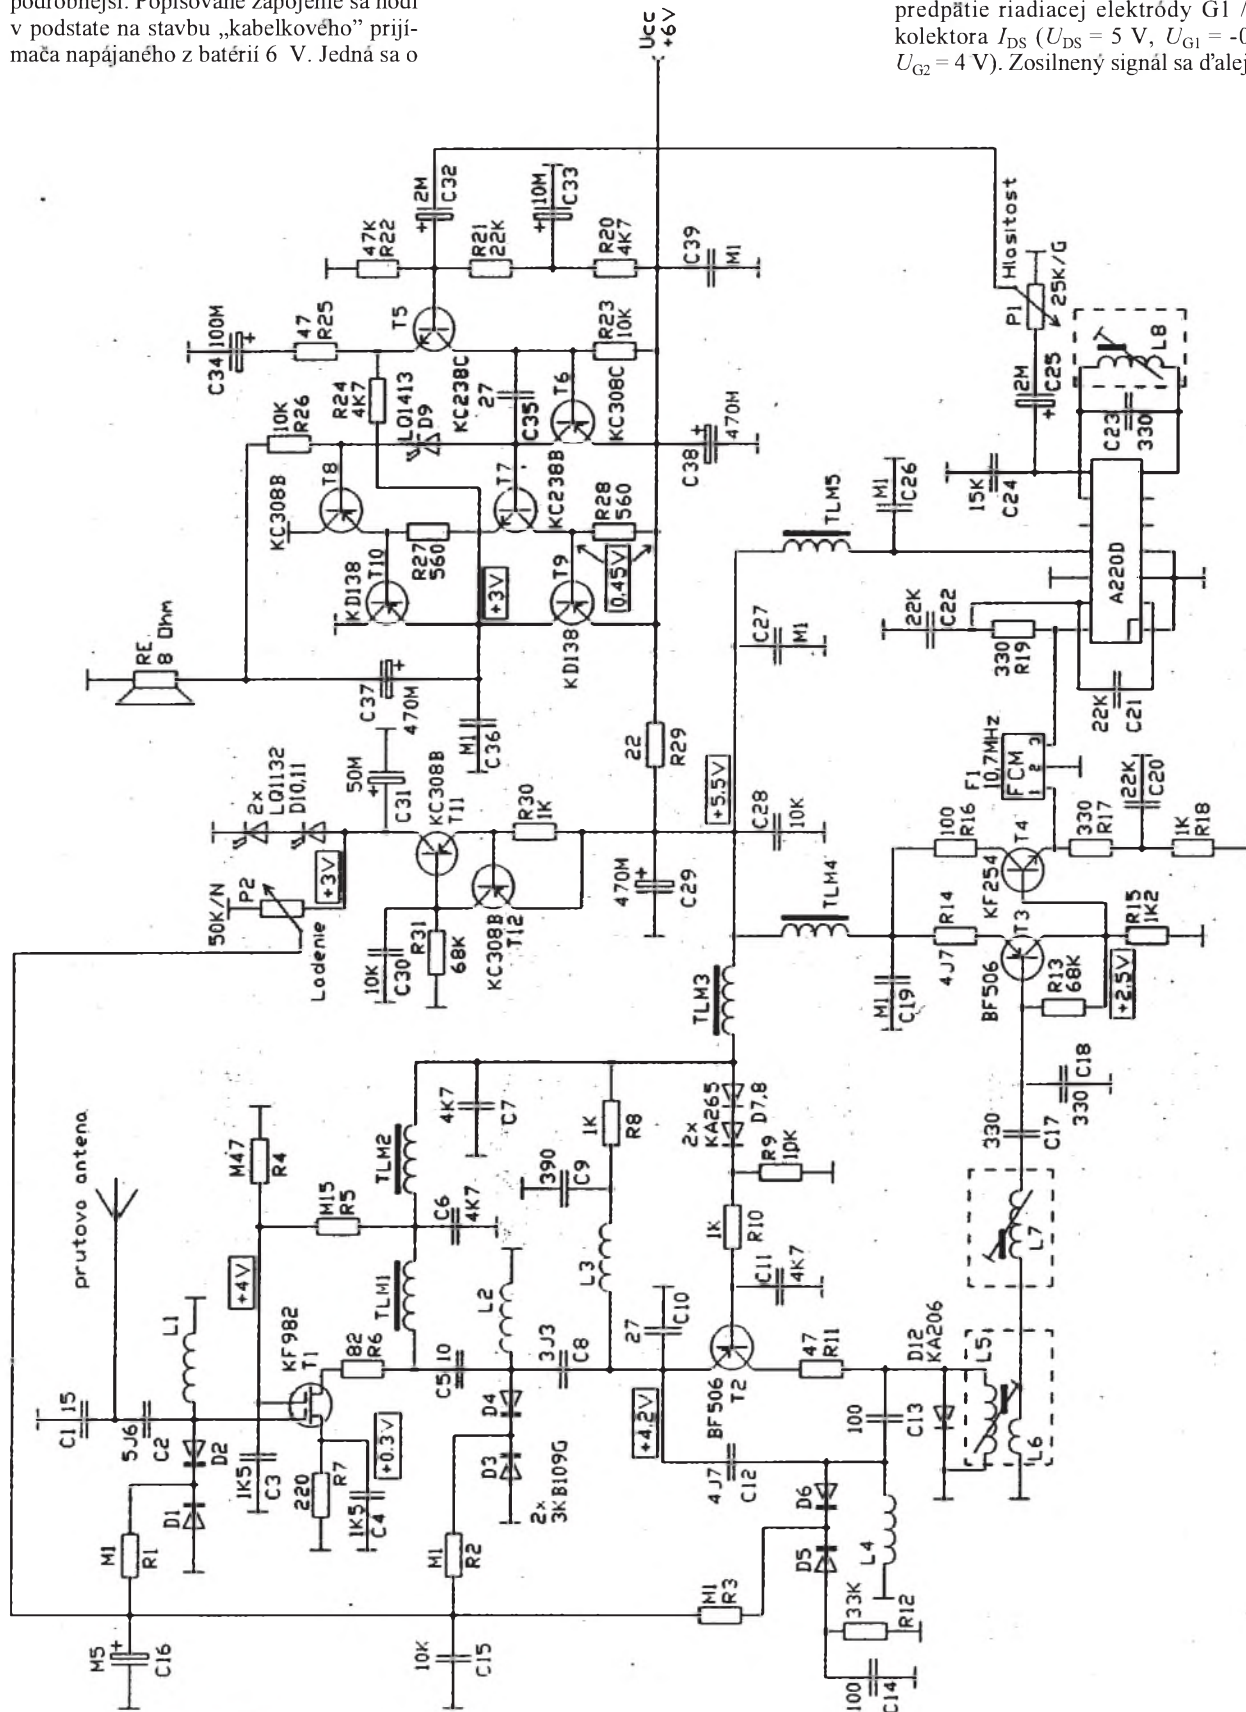 podrobnejší. Popisované zapojenie sa hodí
v podstate na stavbu „kabelkového” prijí-
mača napájaného z batérií 6 V. Jedná sa o
predpätie riadiacej elektródy G1 /
kolektora I_DS (U_DS = 5 V, U_G1 = -0
U_G2 = 4 V). Zosilnený signál sa ďalej
Ucc
+6V
2M
C32
47K
R22
10M
C33
R21
22K
R20
4K7
C39
M1
C34 100M
47
R25
T5
KC238C
R23
10K
R24
4K7
27
C35
T6
KC308C
10K
R26
LQ1413
D9
C38
470M
KC308B
T8
T7
KC238B
R28
560
R27
560
KD138
T10
+3V
T9
KD138
0.45V
RE
8 Ohm
C37
470M
M1
C36
22
R29
Hlasitost
P1
25K/G
2M
C25
L8
C23
330
15K
C24
TLM5
M1
C26
A220D
22K
C22
330
R19
C27
M1
22K
C21
F1
10,7MHz
FCM
1 2 3
2x
LQ1132
D10,11
50M
C31
KC308B
T11
R30
1K
+5.5V
C28
10K
50K/N
P2
+3V
Ladenie
10K
C30
R31
68K
KC308B
T12
470M
C29
TLM4
100
R16
T4
KF254
330
R17
22K
C20
1K
R18
4J7
R14
T3
BF506
R15
1K2
M1
C19
R13
68K
+2.5V
TLM3
prutova antena
M47
R4
M15
R5
TLM2
4K7
C7
1K
R8
2x
KA265
D7,8
R9
10K
C6
4K7
390
C9
1K
R10
C11
4K7
330
C17
330
C18
L7
+4V
L1
KF982
T1
82
R6
TLM1
L2
L3
C5 10
3J3
C8
27
C10
T2
BF506
47
R11
D12
KA206
L5
L6
C1 15
5J6
C2
D2
D1
1K5
C3
220
R7
+0.3V
1K5
C4
D4
D3
2x
3KB109G
+4.2V
4J7
C12
100
C13
D6
D5
L4
M1
R1
M1
R2
M1
R3
33K
R12
M5
C16
10K
C15
100
C14